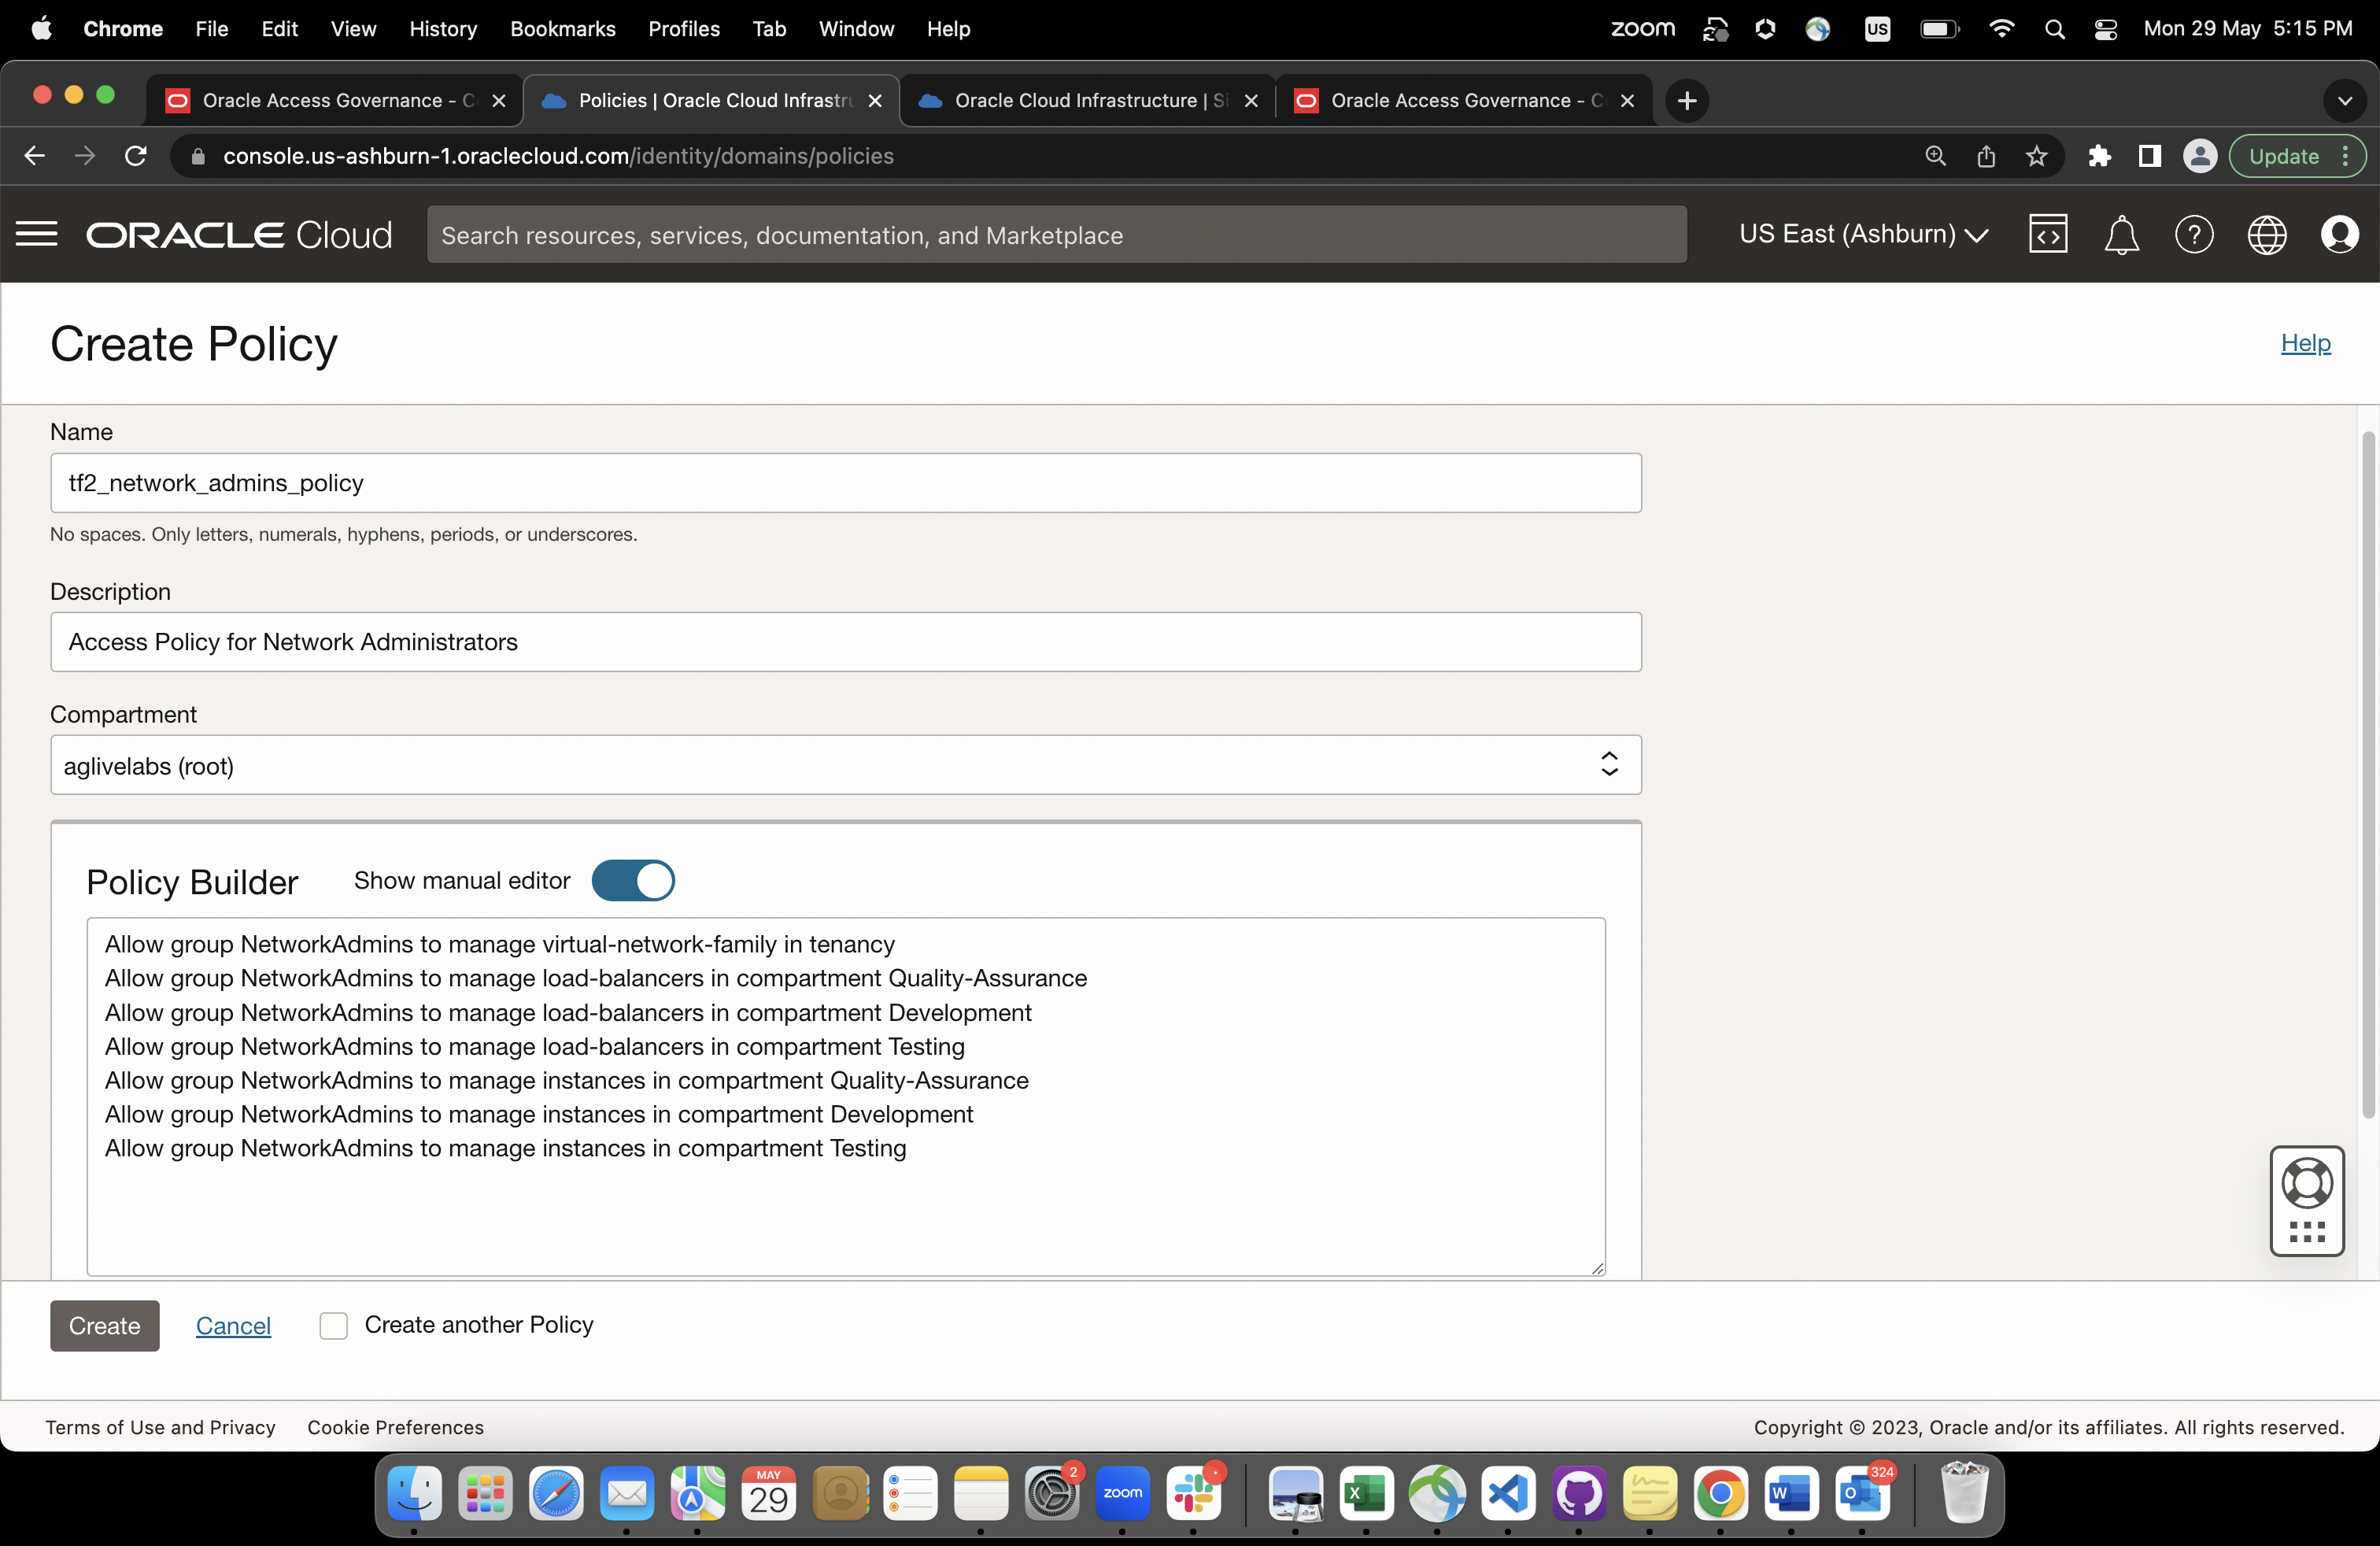 Chrome File Edit View History Bookmarks Profiles Tab Window Help zoom US Mon 29 May 5:15 PM
Oracle Access Governance - C Policies | Oracle Cloud Infrastru Oracle Cloud Infrastructure | Si Oracle Access Governance - C
console.us-ashburn-1.oraclecloud.com/identity/domains/policies Update
ORACLE Cloud Search resources, services, documentation, and Marketplace US East (Ashburn)
Create Policy Help
Name
tf2_network_admins_policy
No spaces. Only letters, numerals, hyphens, periods, or underscores.
Description
Access Policy for Network Administrators
Compartment
aglivelabs (root)
Policy Builder Show manual editor
Allow group NetworkAdmins to manage virtual-network-family in tenancy
Allow group NetworkAdmins to manage load-balancers in compartment Quality-Assurance
Allow group NetworkAdmins to manage load-balancers in compartment Development
Allow group NetworkAdmins to manage load-balancers in compartment Testing
Allow group NetworkAdmins to manage instances in compartment Quality-Assurance
Allow group NetworkAdmins to manage instances in compartment Development
Allow group NetworkAdmins to manage instances in compartment Testing
Create Cancel Create another Policy
Terms of Use and Privacy Cookie Preferences Copyright © 2023, Oracle and/or its affiliates. All rights reserved.
MAY 2 324
29 zoom X W O